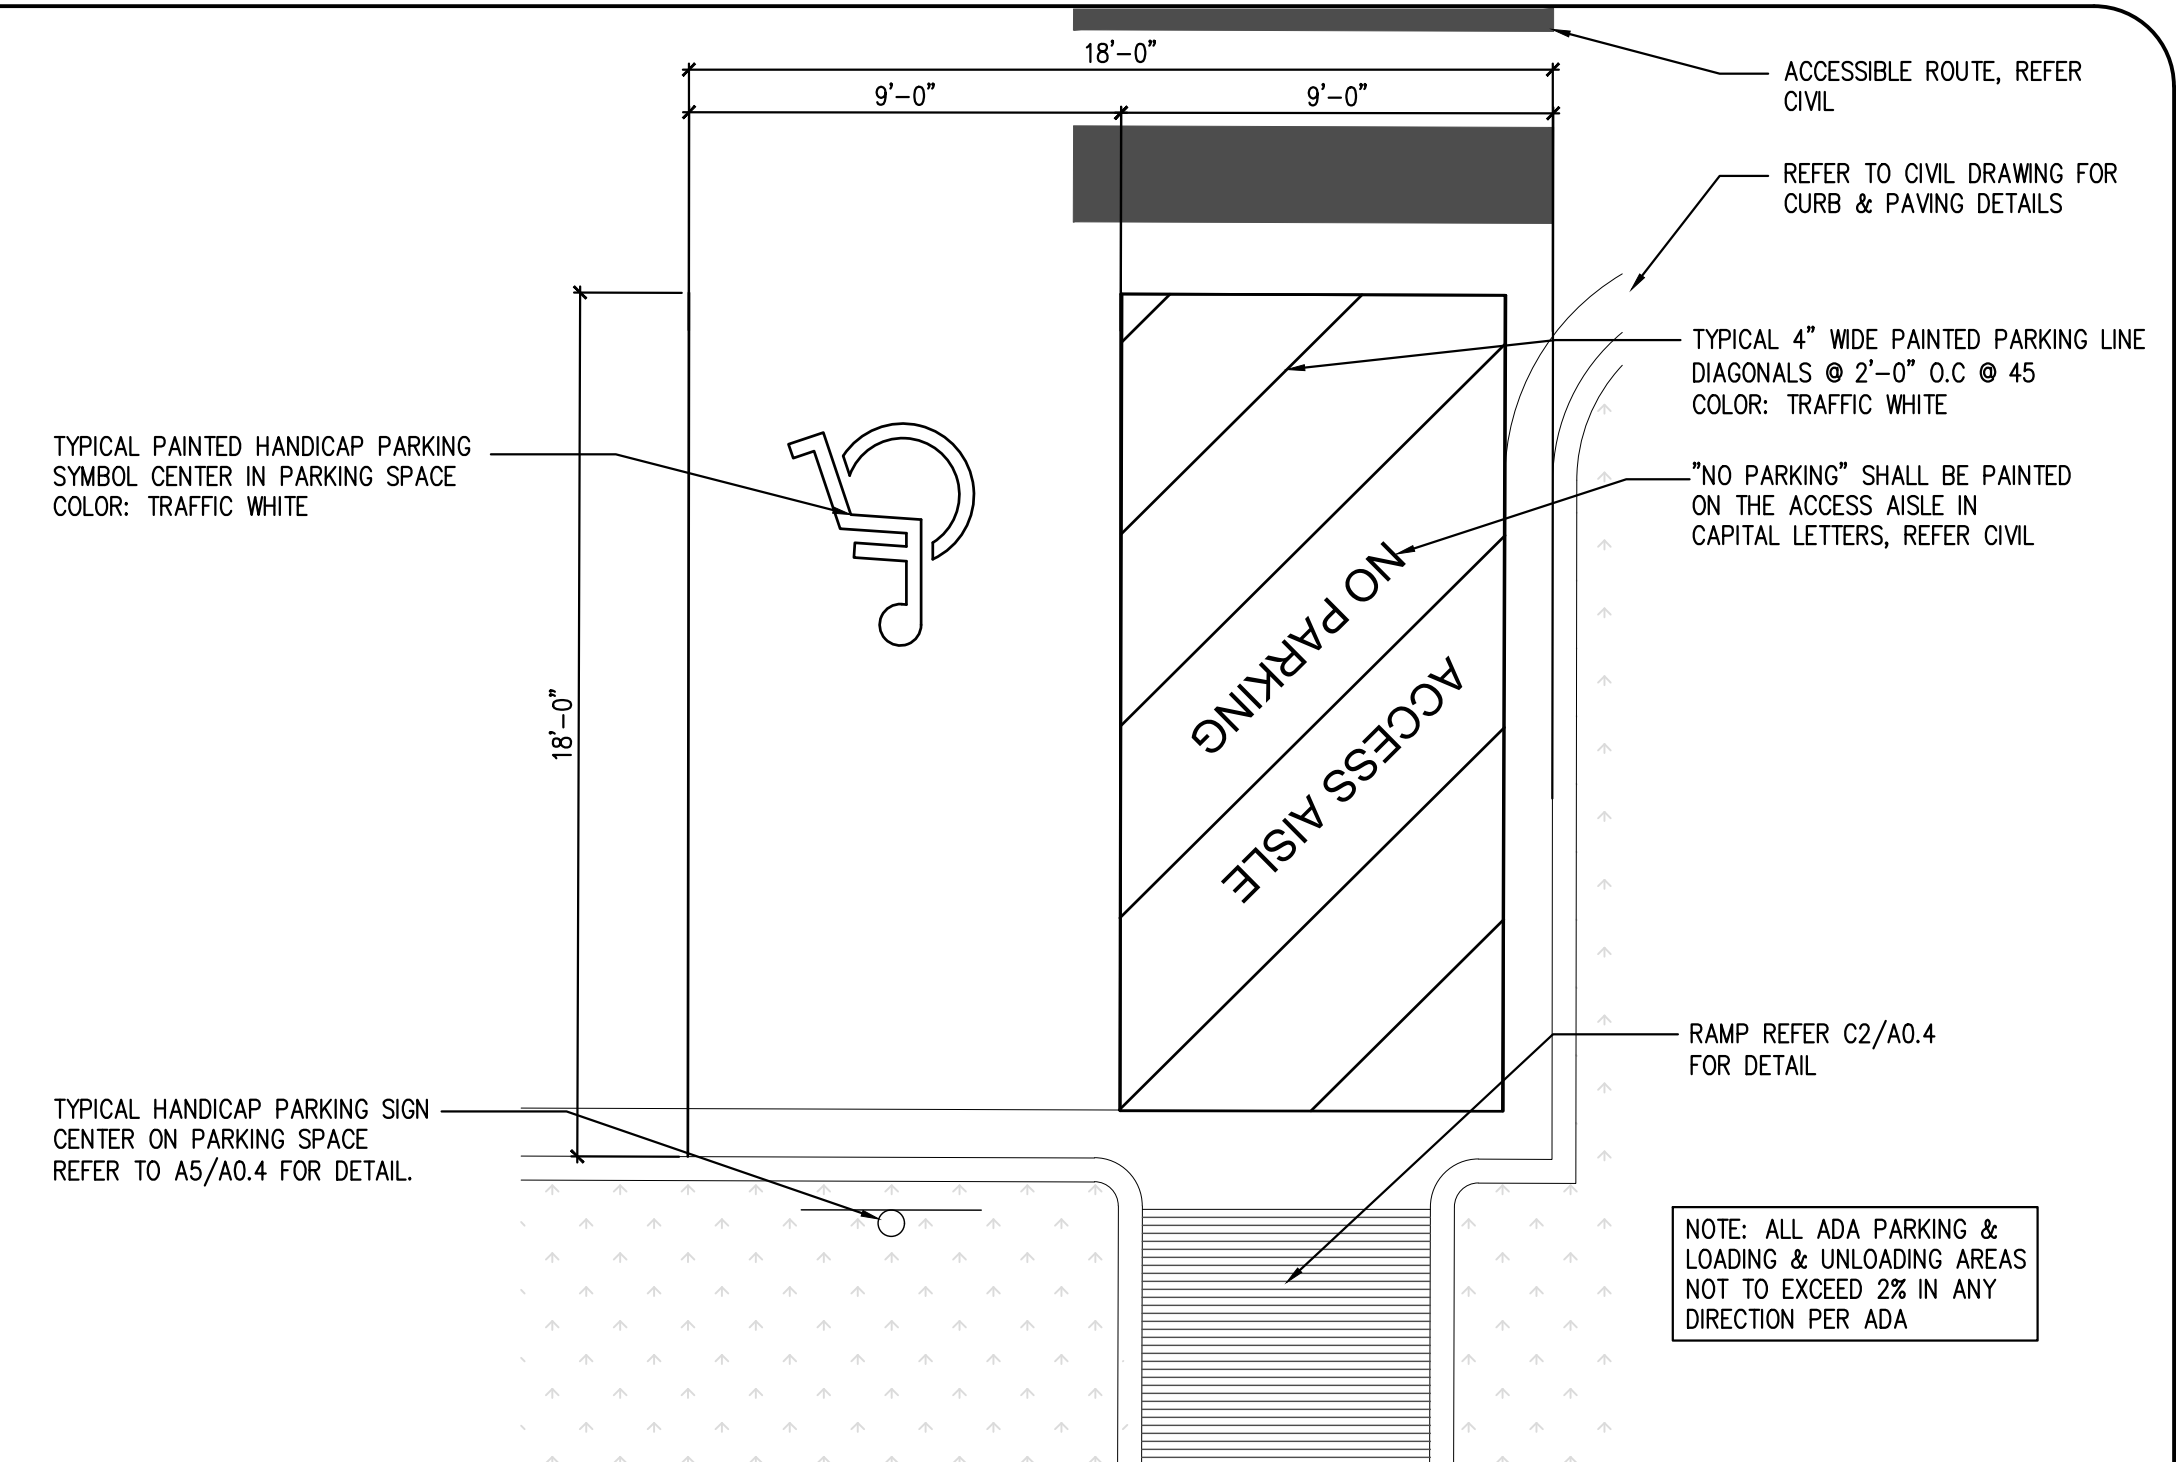 18'-0"
9'-0"
9'-0"
ACCESSIBLE ROUTE, REFER
CIVIL
REFER TO CIVIL DRAWING FOR
CURB & PAVING DETAILS
TYPICAL 4" WIDE PAINTED PARKING LINE
DIAGONALS @ 2'-0" O.C @ 45
COLOR: TRAFFIC WHITE
TYPICAL PAINTED HANDICAP PARKING
SYMBOL CENTER IN PARKING SPACE
COLOR: TRAFFIC WHITE
"NO PARKING" SHALL BE PAINTED
ON THE ACCESS AISLE IN
CAPITAL LETTERS, REFER CIVIL
NO PARKING
ACCESS AISLE
18'-0"
RAMP REFER C2/A0.4
FOR DETAIL
TYPICAL HANDICAP PARKING SIGN
CENTER ON PARKING SPACE
REFER TO A5/A0.4 FOR DETAIL.
NOTE: ALL ADA PARKING &
LOADING & UNLOADING AREAS
NOT TO EXCEED 2% IN ANY
DIRECTION PER ADA